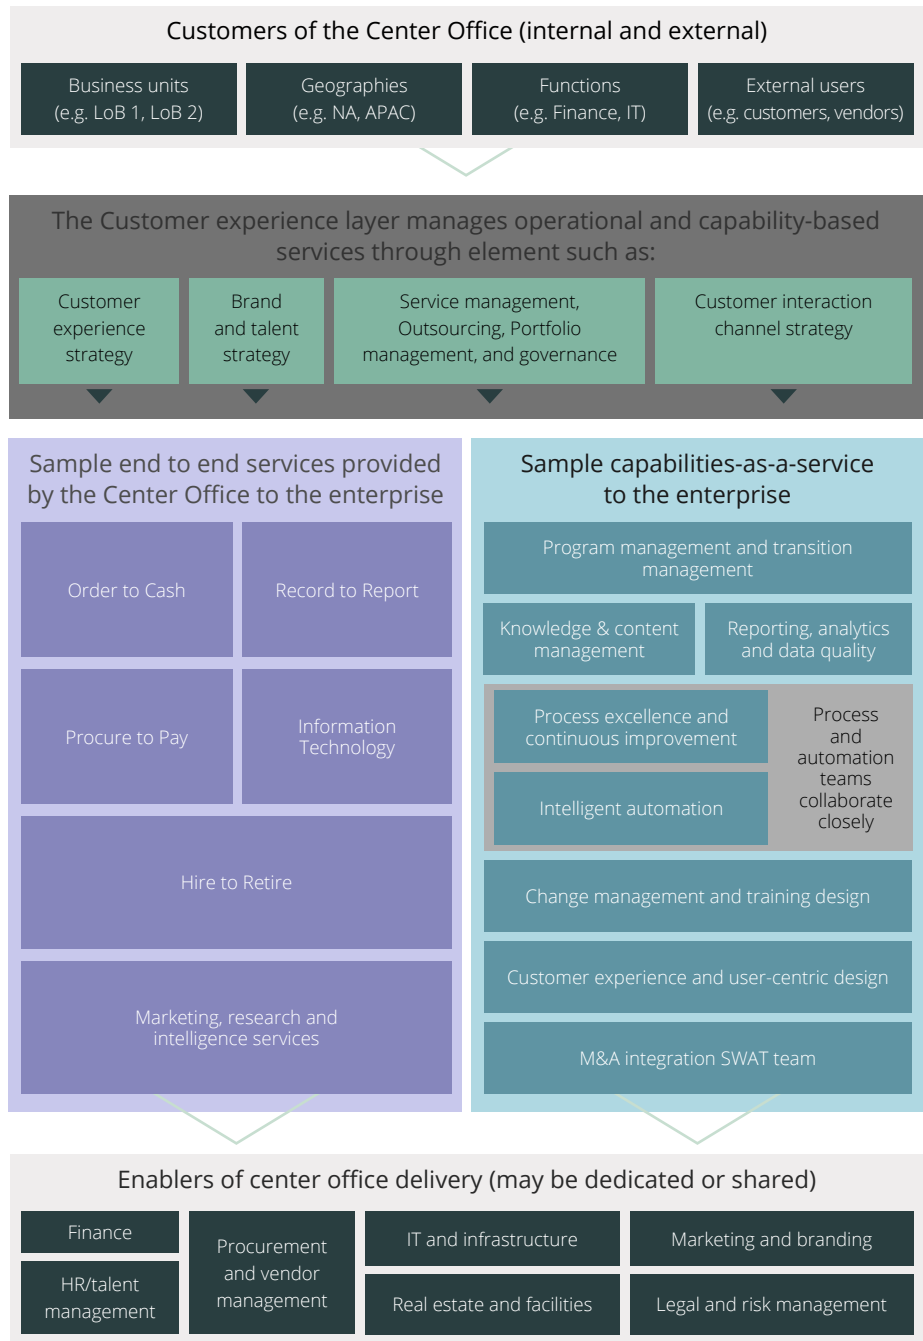 Customers of the Center Office (internal and external)
Business units
(e.g. LoB 1, LoB 2)
Geographies
(e.g. NA, APAC)
Functions
(e.g. Finance, IT)
External users
(e.g. customers, vendors)
The Customer experience layer manages operational and capability-based
services through element such as:
Customer
experience
strategy
Brand
and talent
strategy
Service management,
Outsourcing, Portfolio
management, and governance
Customer interaction
channel strategy
Sample end to end services provided
by the Center Office to the enterprise
Order to Cash
Record to Report
Procure to Pay
Information
Technology
Hire to Retire
Marketing, research and
intelligence services
Sample capabilities-as-a-service
to the enterprise
Program management and transition
management
Knowledge & content
management
Reporting, analytics
and data quality
Process excellence and
continuous improvement
Intelligent automation
Process
and
automation
teams
collaborate
closely
Change management and training design
Customer experience and user-centric design
M&A integration SWAT team
Enablers of center office delivery (may be dedicated or shared)
Finance
HR/talent
management
Procurement
and vendor
management
IT and infrastructure
Real estate and facilities
Marketing and branding
Legal and risk management